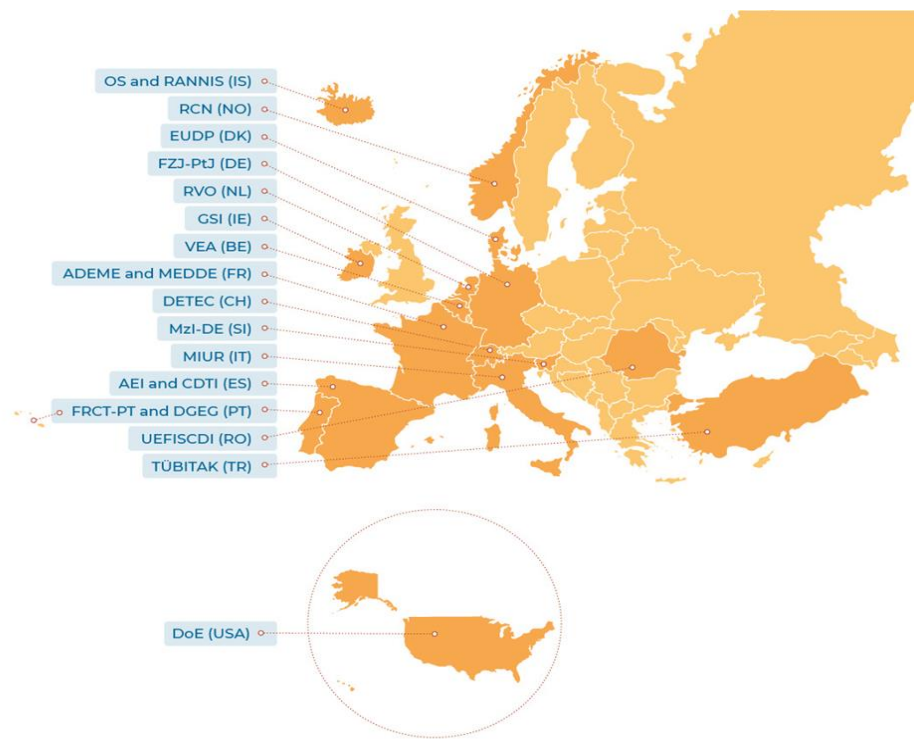 OS and RANNIS (IS)
RCN (NO)
EUDP (DK)
FZJ-PtJ (DE)
RVO (NL)
GSI (IE)
VEA (BE)
ADEME and MEDDE (FR)
DETEC (CH)
MzI-DE (SI)
MIUR (IT)
AEI and CDTI (ES)
FRCT-PT and DGEG (PT)
UEFISCDI (RO)
TÜBITAK (TR)
DoE (USA)